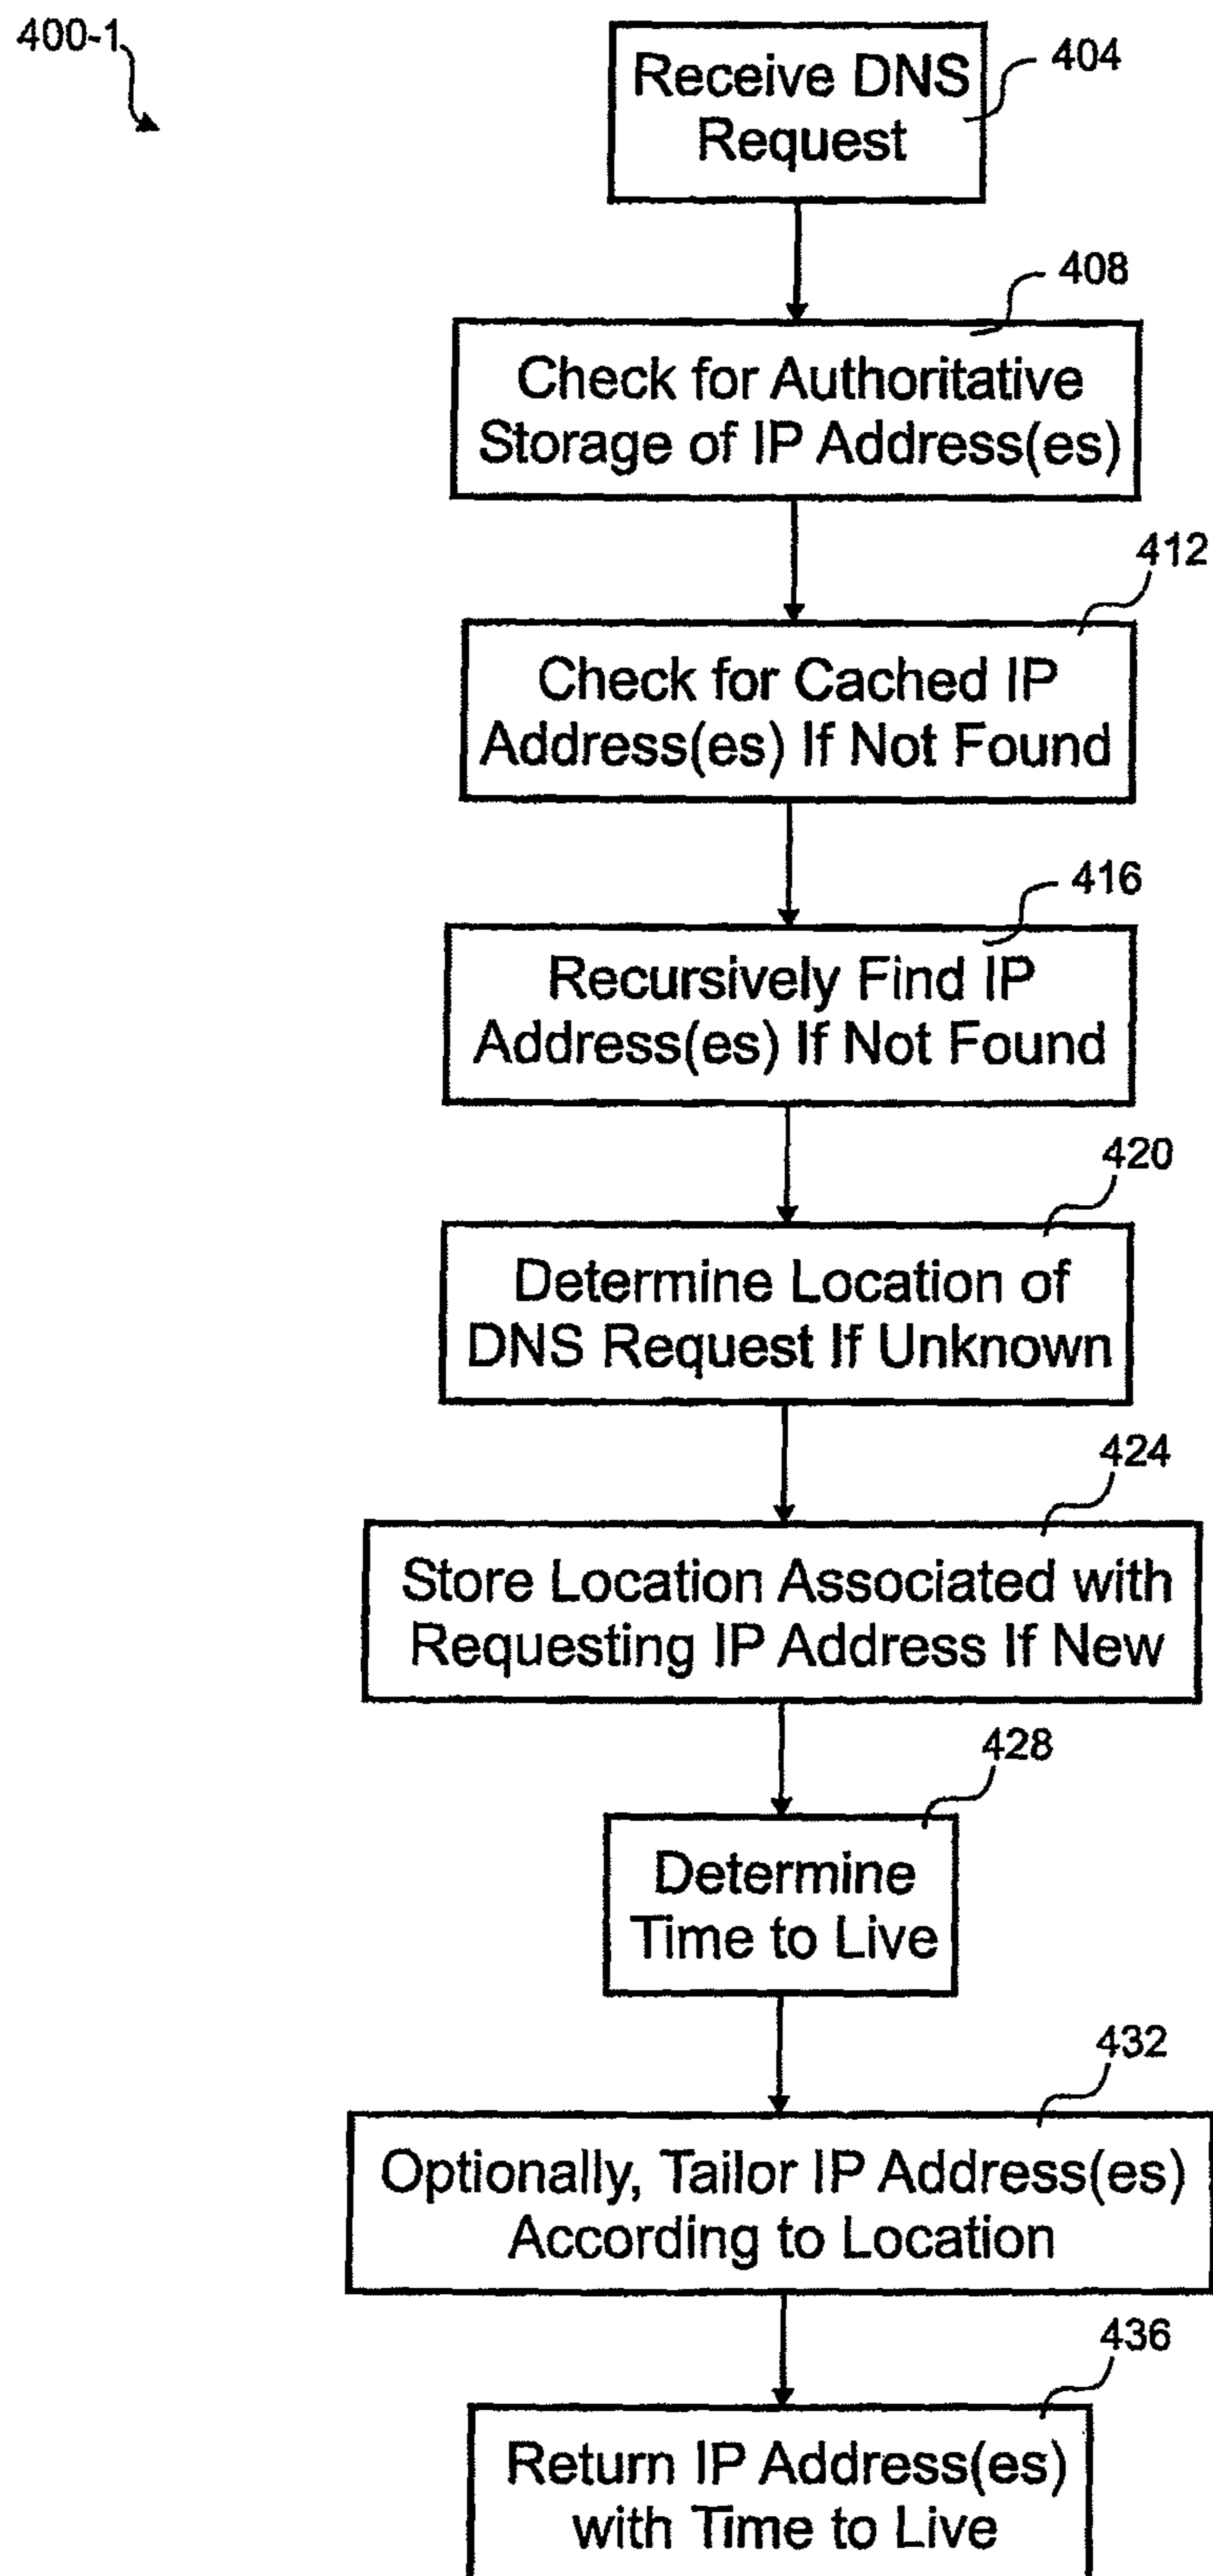 400-1
Receive DNS
Request
404
408
Check for Authoritative
Storage of IP Address(es)
412
Check for Cached IP
Address(es) If Not Found
416
Recursively Find IP
Address(es) If Not Found
420
Determine Location of
DNS Request If Unknown
424
Store Location Associated with
Requesting IP Address If New
428
Determine
Time to Live
432
Optionally, Tailor IP Address(es)
According to Location
436
Return IP Address(es)
with Time to Live